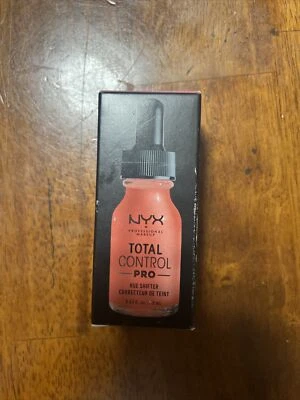 NYX
PROFESSIONAL
MAKEUP
TOTAL
CONTROL
PRO
HUE SHIFTER
CORRECTEUR DE TEINT